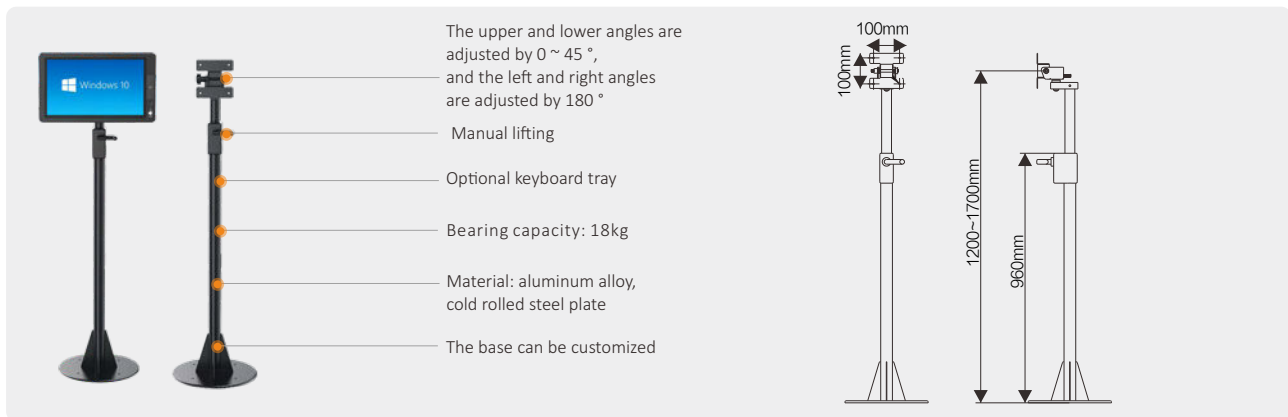 Windows 10
The upper and lower angles are
adjusted by 0 ~ 45 °,
and the left and right angles
are adjusted by 180 °
Manual lifting
Optional keyboard tray
Bearing capacity: 18kg
Material: aluminum alloy,
cold rolled steel plate
The base can be customized
100mm
100mm
1200~1700mm
960mm